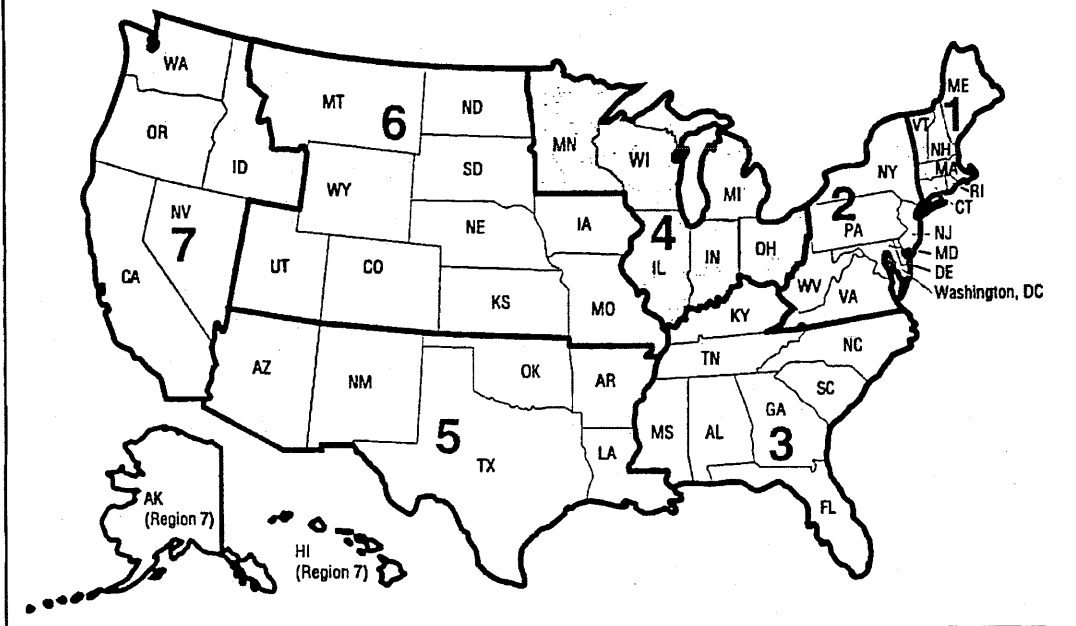 WA
MT
6
ND
MN
ME
1
VT
NH
MA
RI
CT
OR
ID
SD
WI
MI
NY
2
PA
NJ
MD
DE
Washington, DC
WY
NV
7
NE
IA
4
IL
IN
OH
WV
VA
CA
UT
CO
KS
MO
KY
NC
TN
SC
AZ
NM
OK
AR
GA
3
MS
AL
5
TX
LA
FL
AK
(Region 7)
HI
(Region 7)